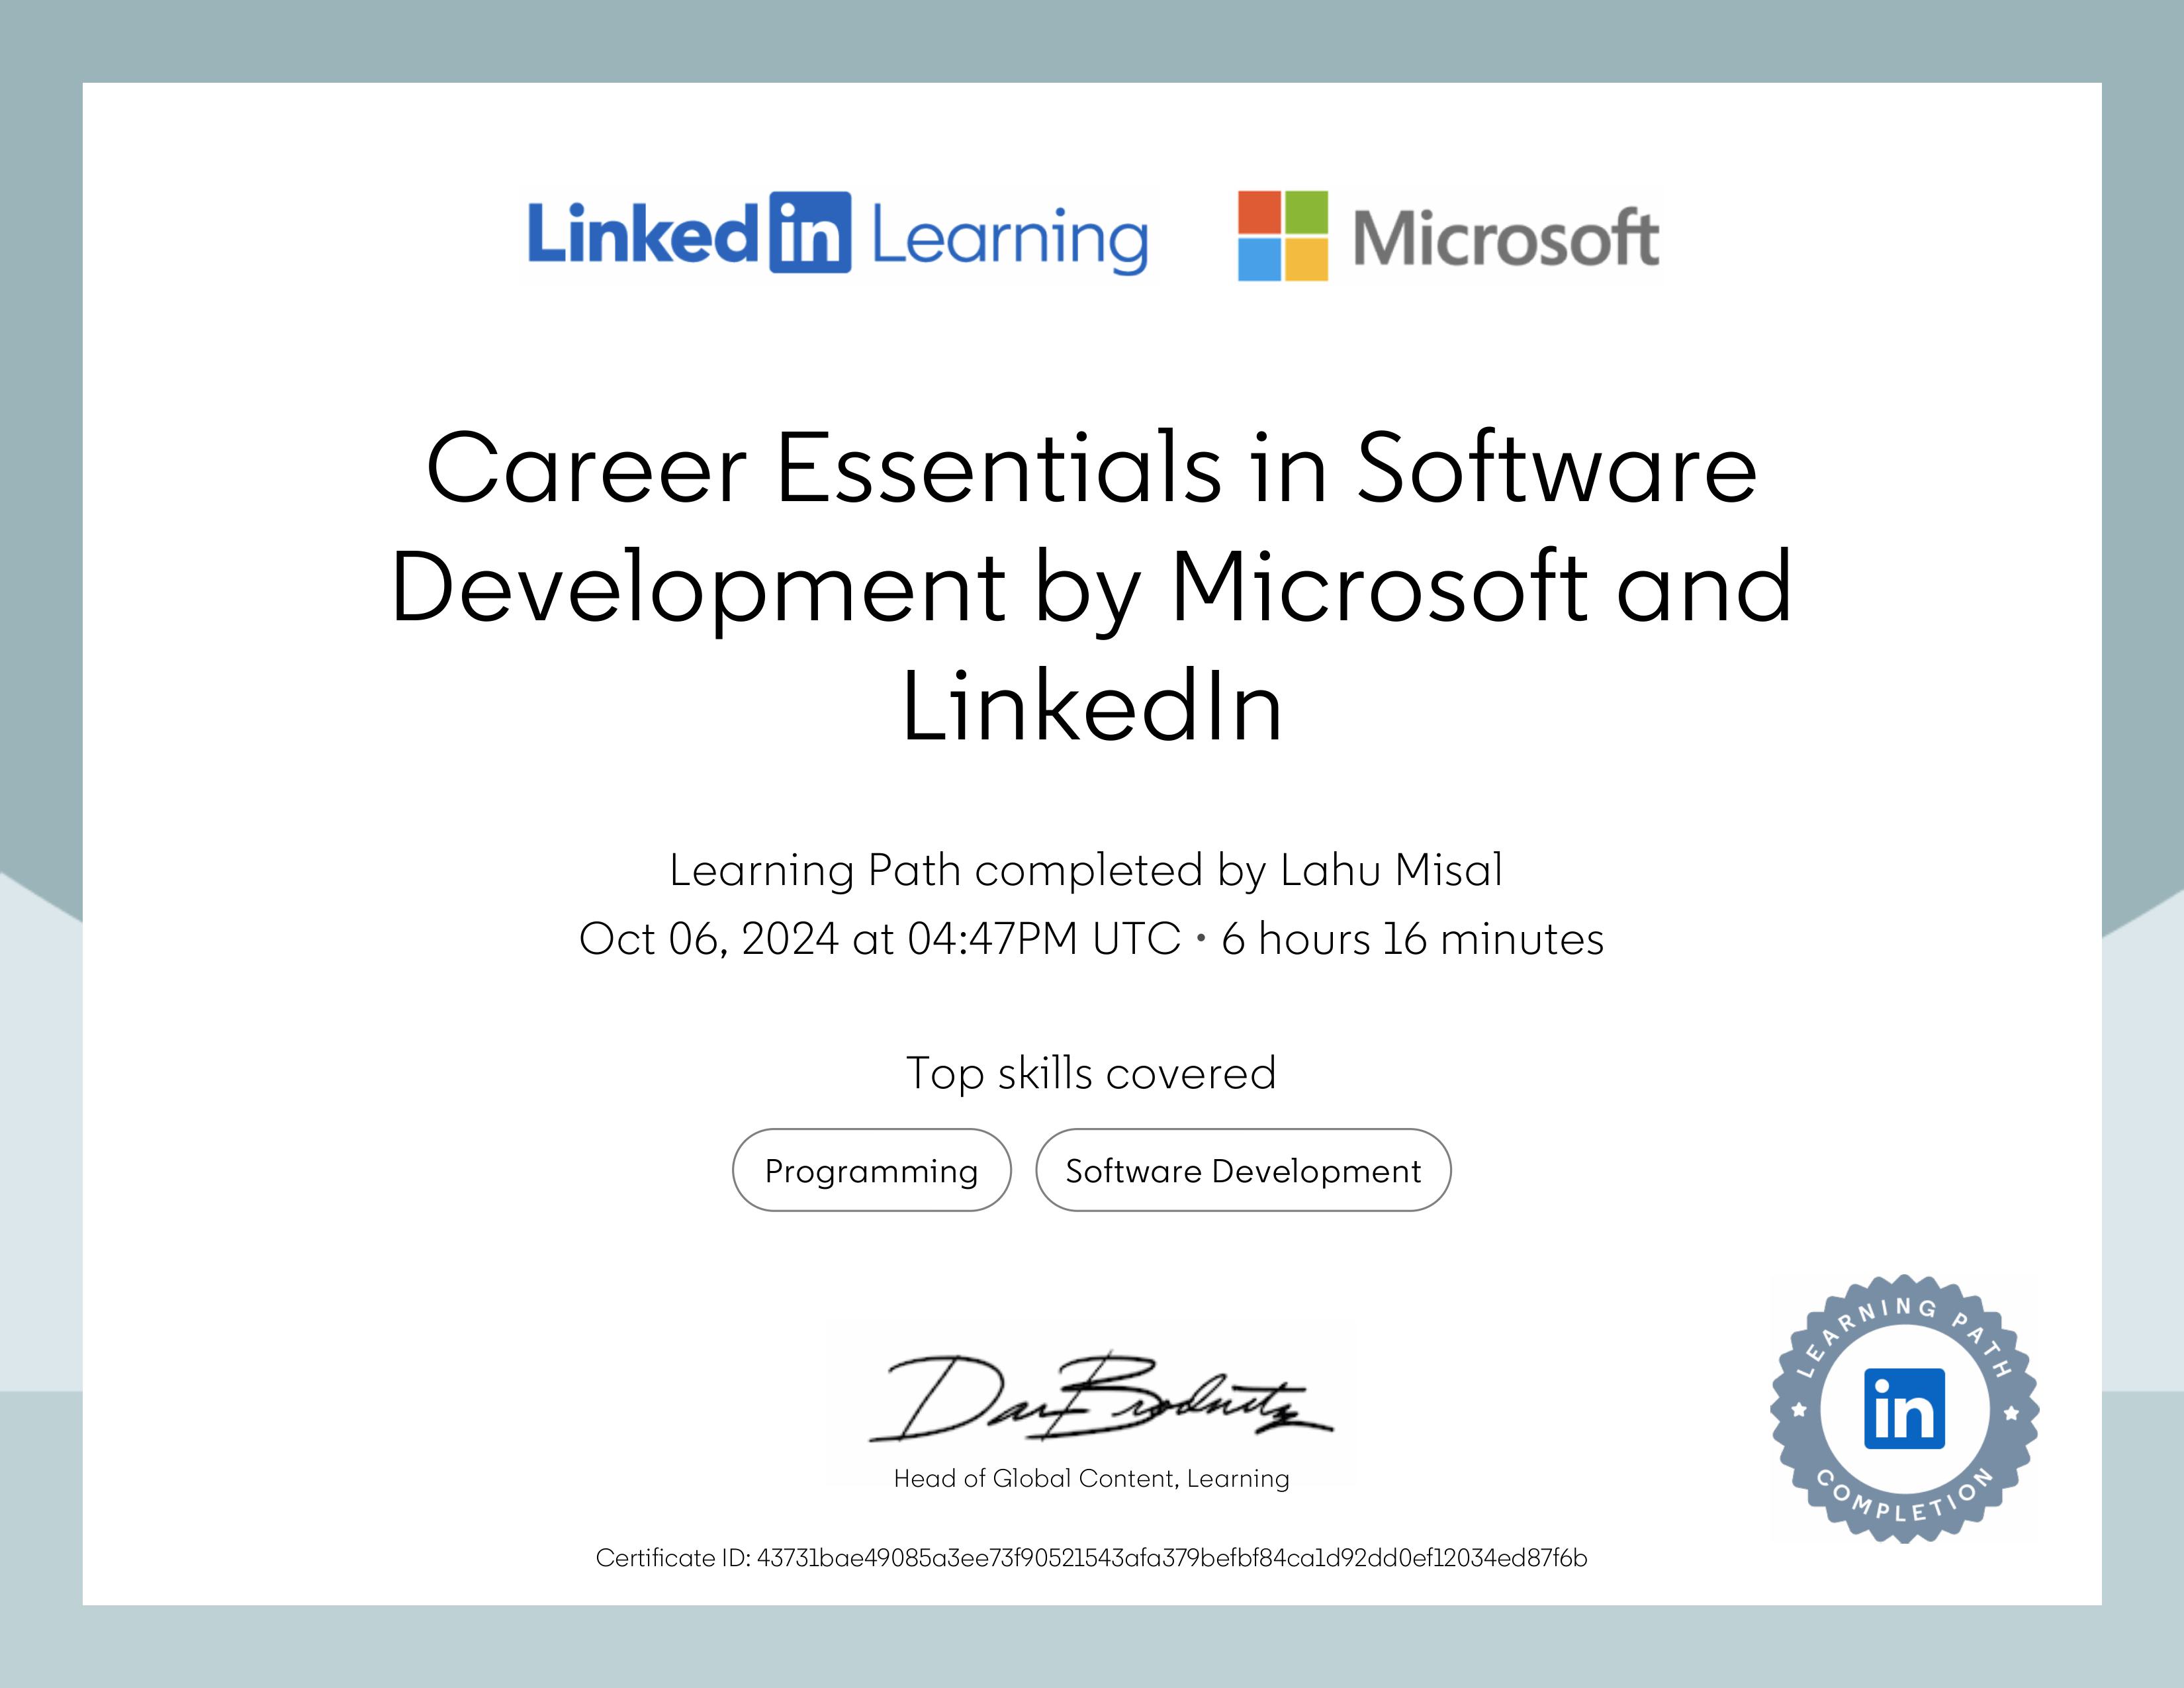 Linkedin Learning Microsoft
Career Essentials in Software
Development by Microsoft and
LinkedIn
Learning Path completed by Lahu Misal
Oct 06, 2024 at 04:47PM UTC • 6 hours 16 minutes
Top skills covered
Programming Software Development
Dan Brodnitz
Head of Global Content, Learning
LEARNING PATH
in
COMPLETION
Certificate ID: 43731bae49085a3ee73f90521543afa379befbf84ca1d92dd0ef12034ed87f6b